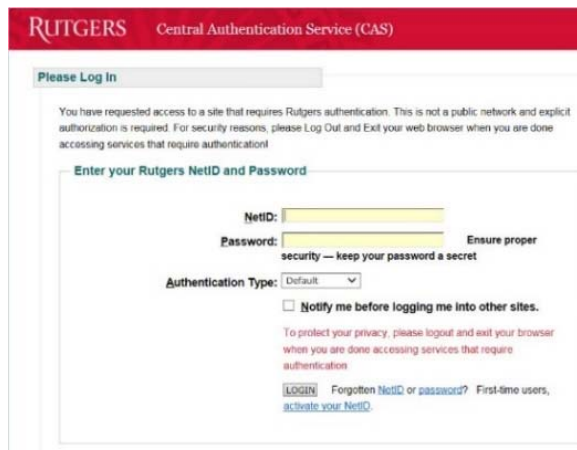 RUTGERS Central Authentication Service (CAS)
Please Log In
You have requested access to a site that requires Rutgers authentication. This is not a public network and explicit
authorization is required. For security reasons, please Log Out and Exit your web browser when you are done
accessing services that require authentication!
Enter your Rutgers NetID and Password
NetID:
Password: Ensure proper
security — keep your password a secret
Authentication Type: Default
Notify me before logging me into other sites.
To protect your privacy, please logout and exit your browser
when you are done accessing services that require
authentication
LOGIN Forgotten NetID or password? First-time users,
activate your NetID.